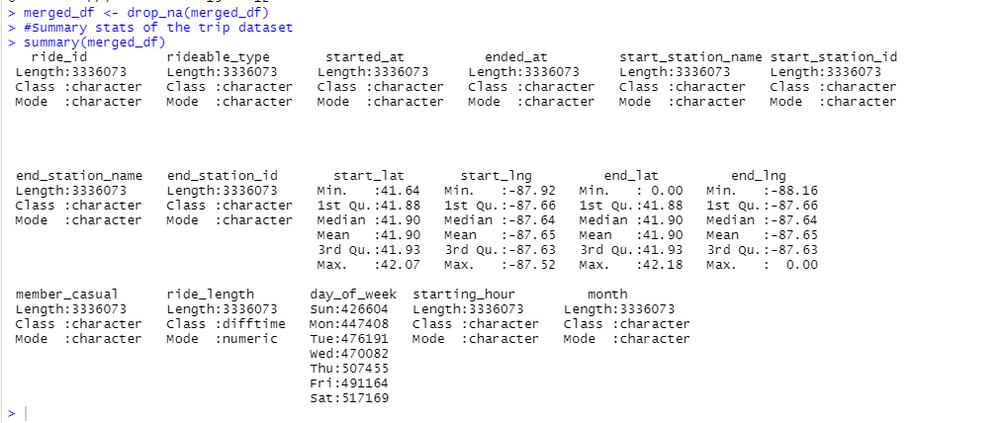 > merged_df <- drop_na(merged_df)
> #Summary stats of the trip dataset
> summary(merged_df)
ride_id rideable_type started_at ended_at start_station_name start_station_id
Length:3336073 Length:3336073 Length:3336073 Length:3336073 Length:3336073 Length:3336073
Class :character Class :character Class :character Class :character Class :character Class :character
Mode :character Mode :character Mode :character Mode :character Mode :character Mode :character
end_station_name end_station_id start_lat start_lng end_lat end_lng
Length:3336073 Length:3336073 Min. :41.64 Min. :-87.92 Min. : 0.00 Min. :-88.16
Class :character Class :character 1st Qu.:41.88 1st Qu.:-87.66 1st Qu.:41.88 1st Qu.:-87.66
Mode :character Mode :character Median :41.90 Median :-87.64 Median :41.90 Median :-87.64
Mean :41.90 Mean :-87.65 Mean :41.90 Mean :-87.65
3rd Qu.:41.93 3rd Qu.:-87.63 3rd Qu.:41.93 3rd Qu.:-87.63
Max. :42.07 Max. :-87.52 Max. :42.18 Max. : 0.00
member_casual ride_length day_of_week starting_hour month
Length:3336073 Length:3336073 Sun:426604 Length:3336073 Length:3336073
Class :character Class :difftime Mon:447408 Class :character Class :character
Mode :character Mode :numeric Tue:476191 Mode :character Mode :character
Wed:470082
Thu:507455
Fri:491164
Sat:517169
>